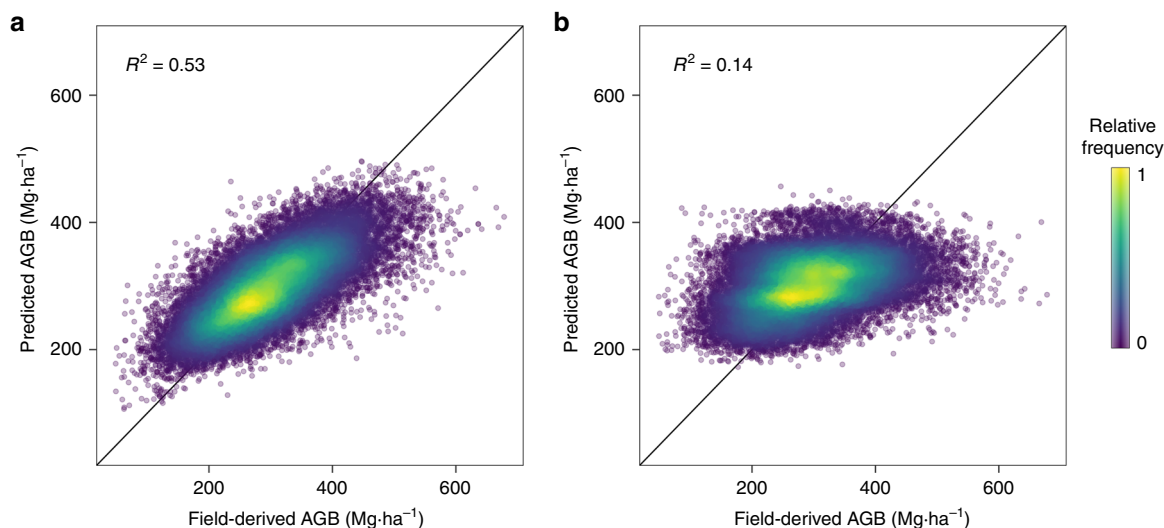 a
R² = 0.53
600
400
200
200
400
600
Predicted AGB (Mg·ha⁻¹)
Field-derived AGB (Mg·ha⁻¹)
b
R² = 0.14
600
400
200
200
400
600
Predicted AGB (Mg·ha⁻¹)
Field-derived AGB (Mg·ha⁻¹)
Relative
frequency
1
0